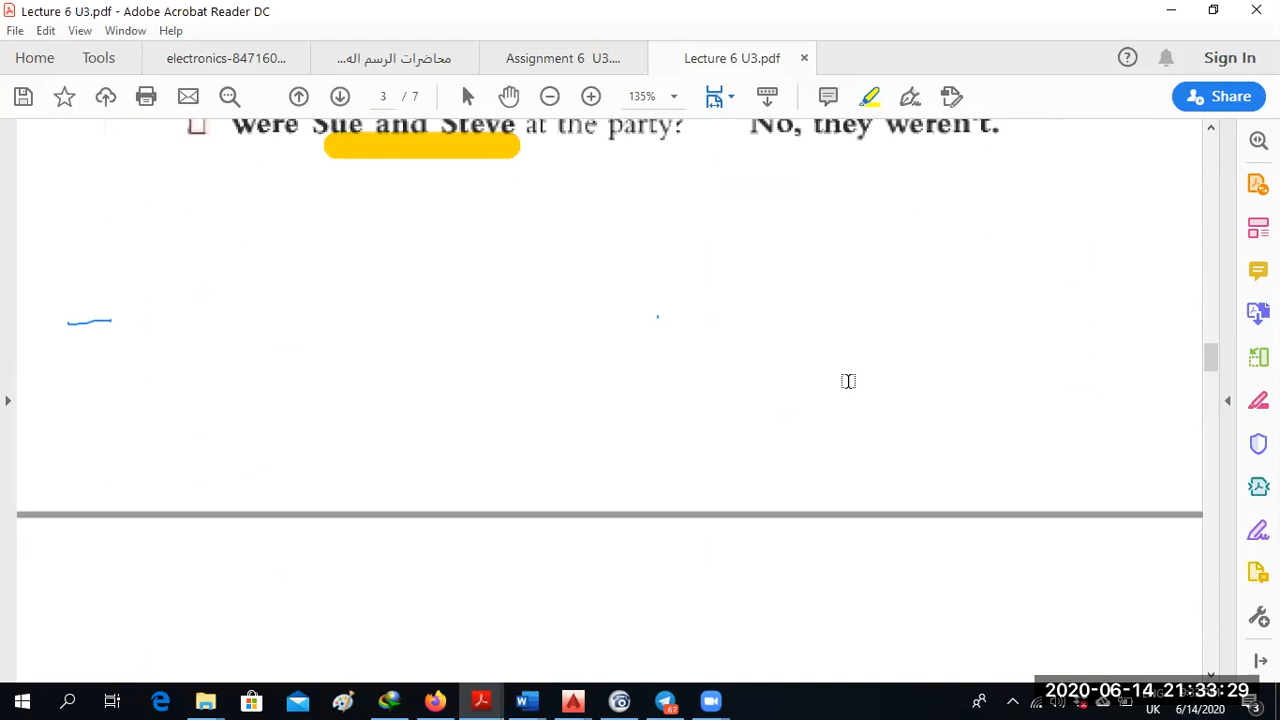 Lecture 6 U3.pdf - Adobe Acrobat Reader DC
File Edit View Window Help
Home Tools electronics-847160... محاضرات الرسم اله... Assignment 6 U3.... Lecture 6 U3.pdf Sign In
3 / 7 135% Share
Were Sue and Steve at the party? No, they weren't.
2020-06-14 21:33:29
UK 6/14/2020